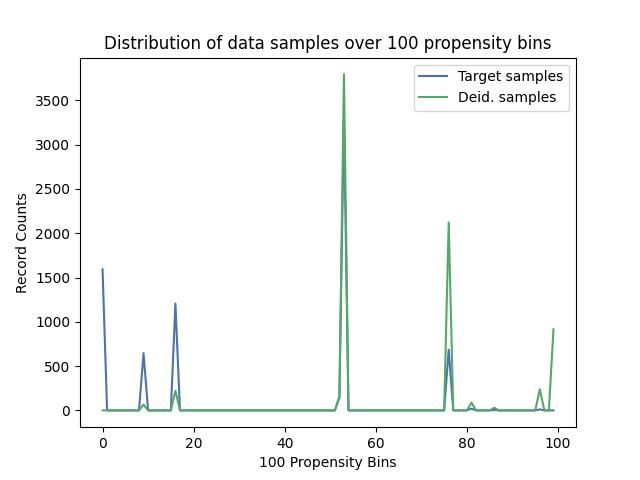 Distribution of data samples over 100 propensity bins
Target samples
Deid. samples
3500
3000
2500
2000
1500
1000
500
0
Record Counts
0 20 40 60 80 100
100 Propensity Bins